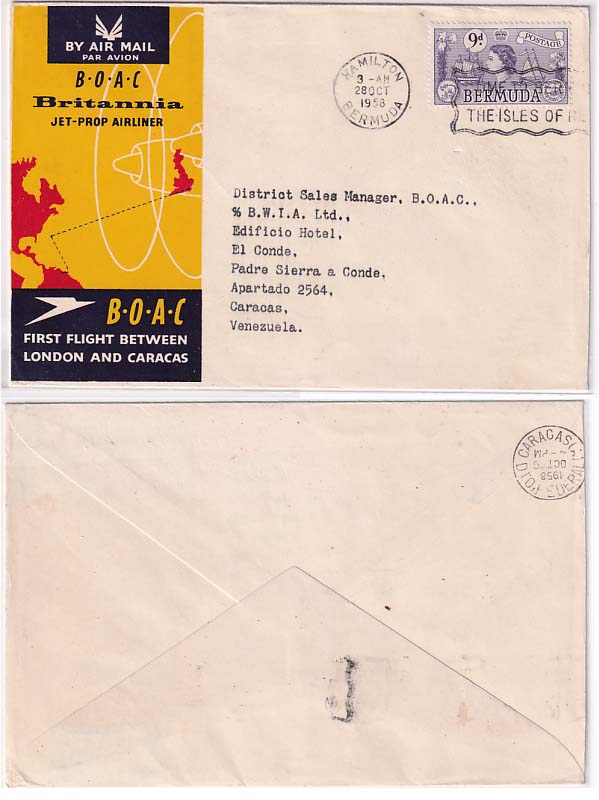 BY AIR MAIL
PAR AVION
B·O·A·C
Britannia
JET-PROP AIRLINER
B·O·A·C
FIRST FLIGHT BETWEEN
LONDON AND CARACAS
HAMILTON
3 - AM
28 OCT
1958
BERMUDA
9d
POSTAGE
BERMUDA
THE ISLES OF
District Sales Manager, B.O.A.C.,
% B.W.I.A. Ltd.,
Edificio Hotel,
El Conde,
Padre Sierra a Conde,
Apartado 2564,
Caracas,
Venezuela.
CARACAS
PM
OCT
1958